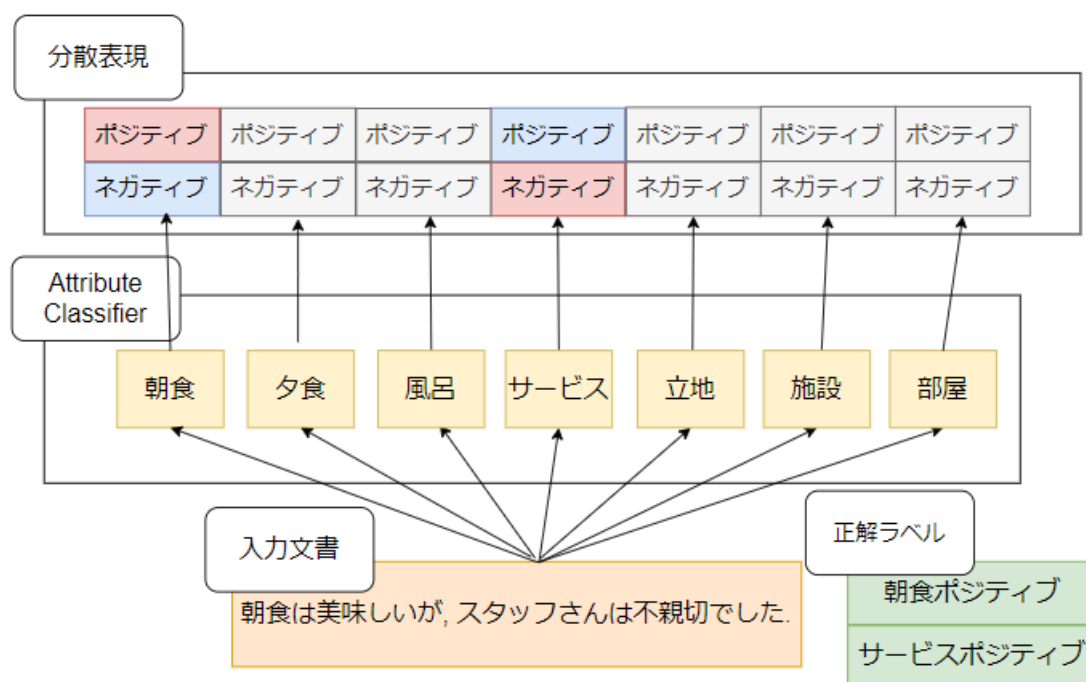 分散表現
ポジティブ ポジティブ ポジティブ ポジティブ ポジティブ ポジティブ ポジティブ
ネガティブ ネガティブ ネガティブ ネガティブ ネガティブ ネガティブ ネガティブ
Attribute
Classifier
朝食 夕食 風呂 サービス 立地 施設 部屋
入力文書
朝食は美味しいが, スタッフさんは不親切でした.
正解ラベル
朝食ポジティブ
サービスポジティブ